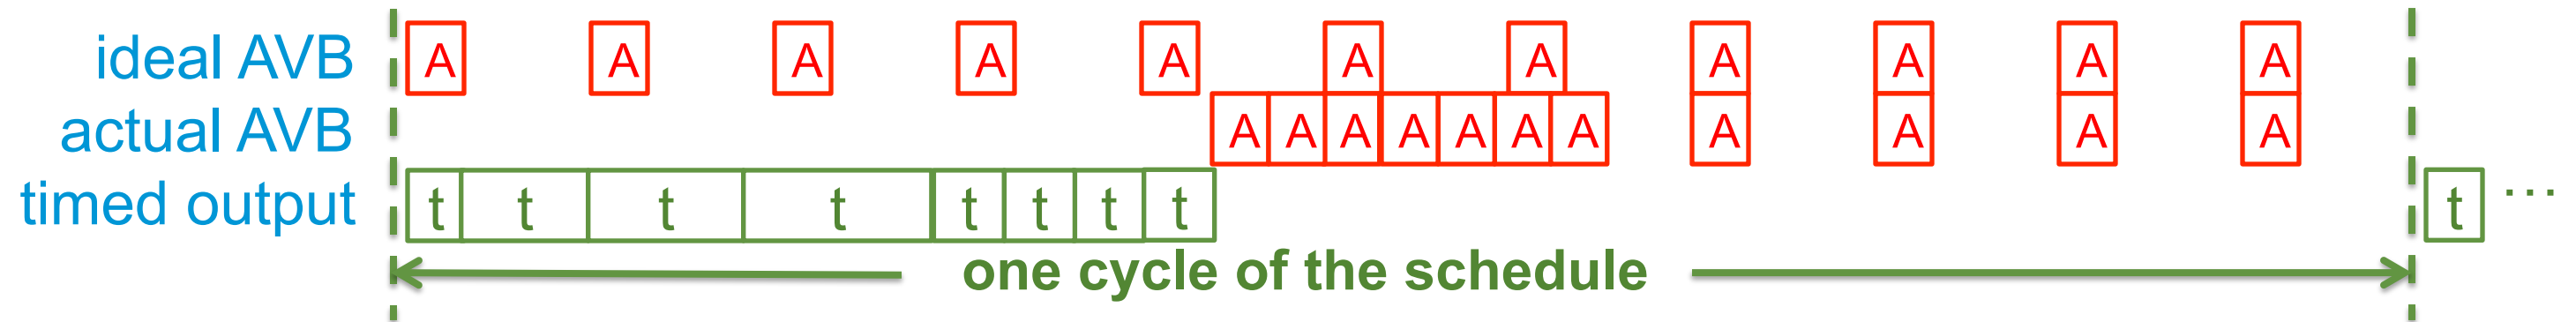 ideal AVB A A A A A A A A A A A
actual AVB A A A A A A A A A A A
timed output t t t t t t t t t ...
one cycle of the schedule